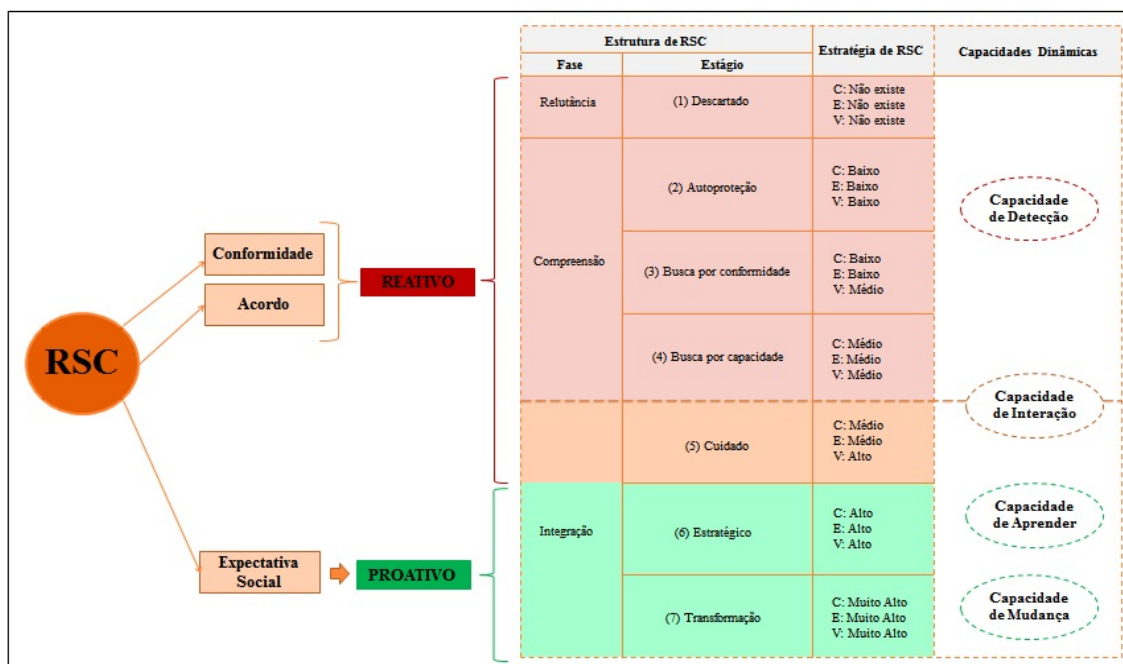 RSC
Conformidade
Acordo
REATIVO
Expectativa
Social
PROATIVO
Estrutura de RSC
Fase
Estágio
Estratégia de RSC
Capacidades Dinâmicas
Relutância
(1) Descartado
C: Não existe
E: Não existe
V: Não existe
Compreensão
(2) Autoproteção
C: Baixo
E: Baixo
V: Baixo
(3) Busca por conformidade
C: Baixo
E: Baixo
V: Médio
(4) Busca por capacidade
C: Médio
E: Médio
V: Médio
(5) Cuidado
C: Médio
E: Médio
V: Alto
Integração
(6) Estratégico
C: Alto
E: Alto
V: Alto
(7) Transformação
C: Muito Alto
E: Muito Alto
V: Muito Alto
Capacidade
de Detecção
Capacidade
de Interação
Capacidade
de Aprender
Capacidade
de Mudança